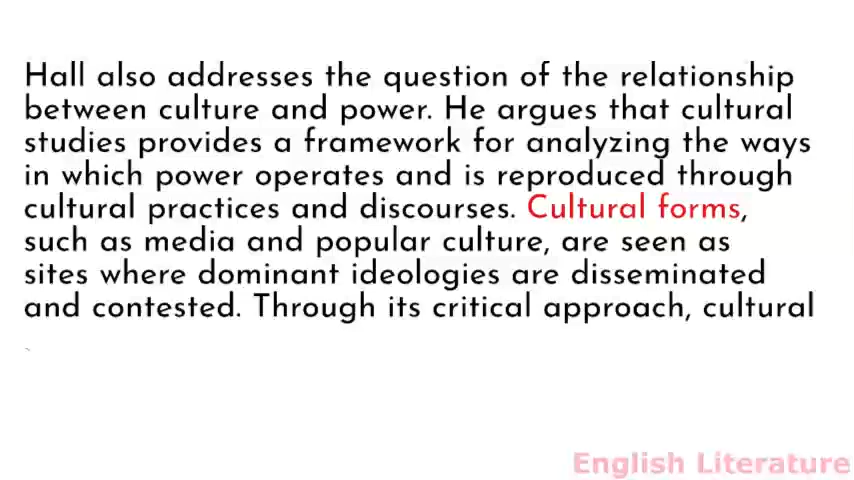 Hall also addresses the question of the relationship
between culture and power. He argues that cultural
studies provides a framework for analyzing the ways
in which power operates and is reproduced through
cultural practices and discourses. Cultural forms,
such as media and popular culture, are seen as
sites where dominant ideologies are disseminated
and contested. Through its critical approach, cultural
English Literature